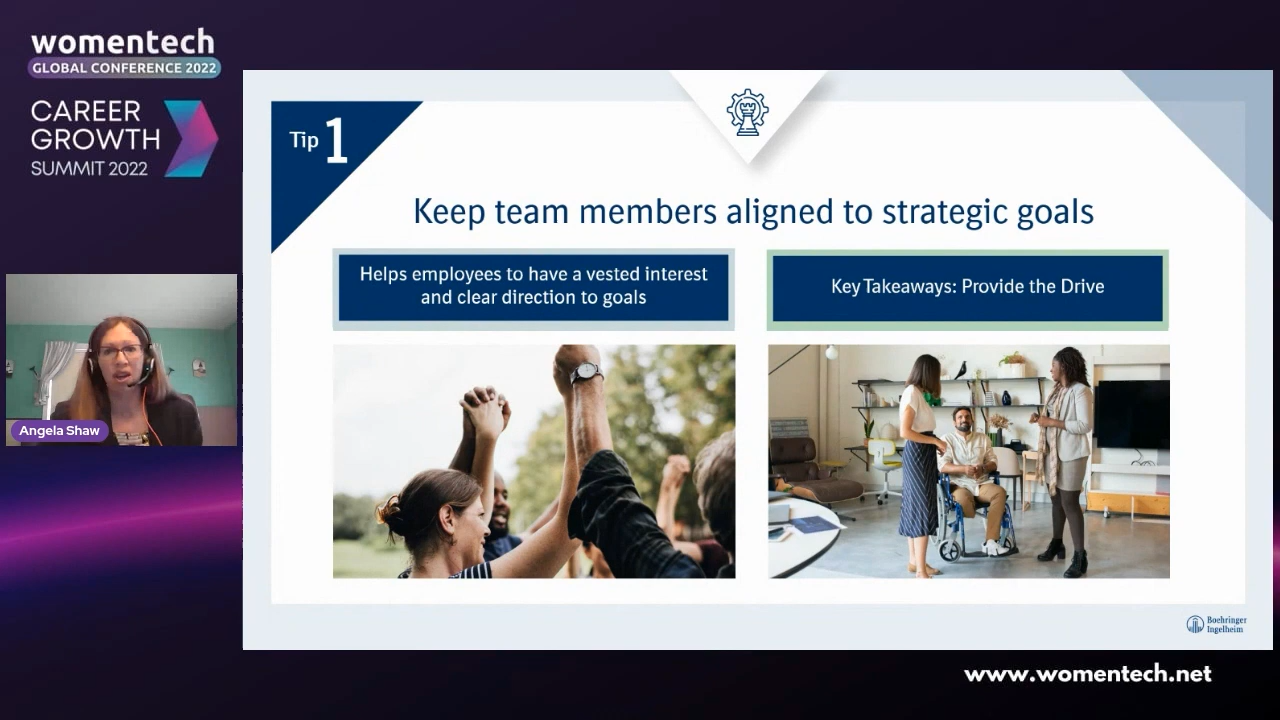 womentech
GLOBAL CONFERENCE 2022
CAREER
GROWTH
SUMMIT 2022
Tip 1
Keep team members aligned to strategic goals
Helps employees to have a vested interest
and clear direction to goals
Key Takeaways: Provide the Drive
Angela Shaw
Boehringer
Ingelheim
www.womentech.net